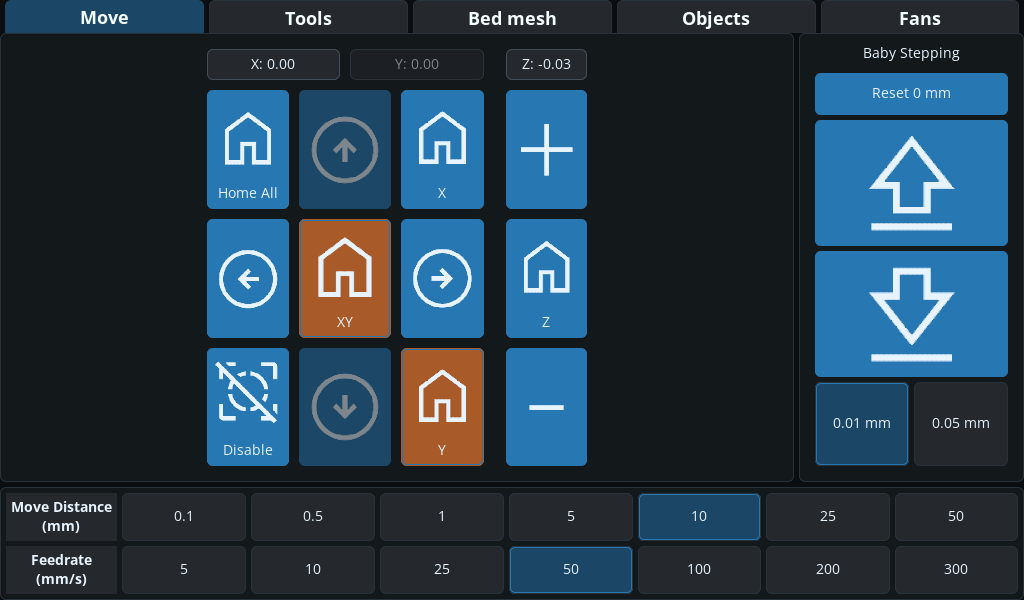 Move
Tools
Bed mesh
Objects
Fans
X: 0.00
Y: 0.00
Z: -0.03
Home All
X
XY
Z
Disable
Y
Baby Stepping
Reset 0 mm
0.01 mm
0.05 mm
Move Distance
(mm)
0.1
0.5
1
5
10
25
50
Feedrate
(mm/s)
5
10
25
50
100
200
300